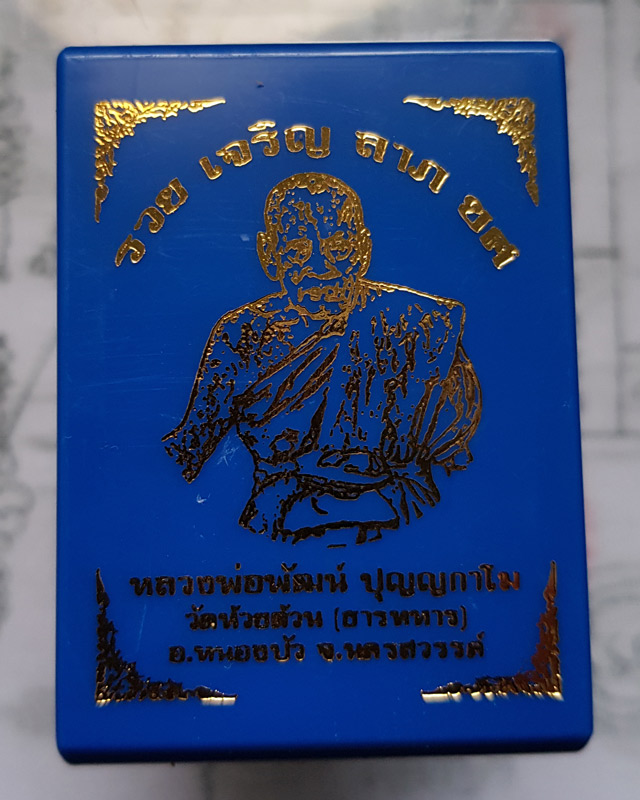 รวย เจริญ ลาภ ยศ
หลวงพ่อพัฒน์ ปุญญกาโม
วัดห้วยด้วน (ธารทหาร)
อ.หนองบัว จ.นครสวรรค์